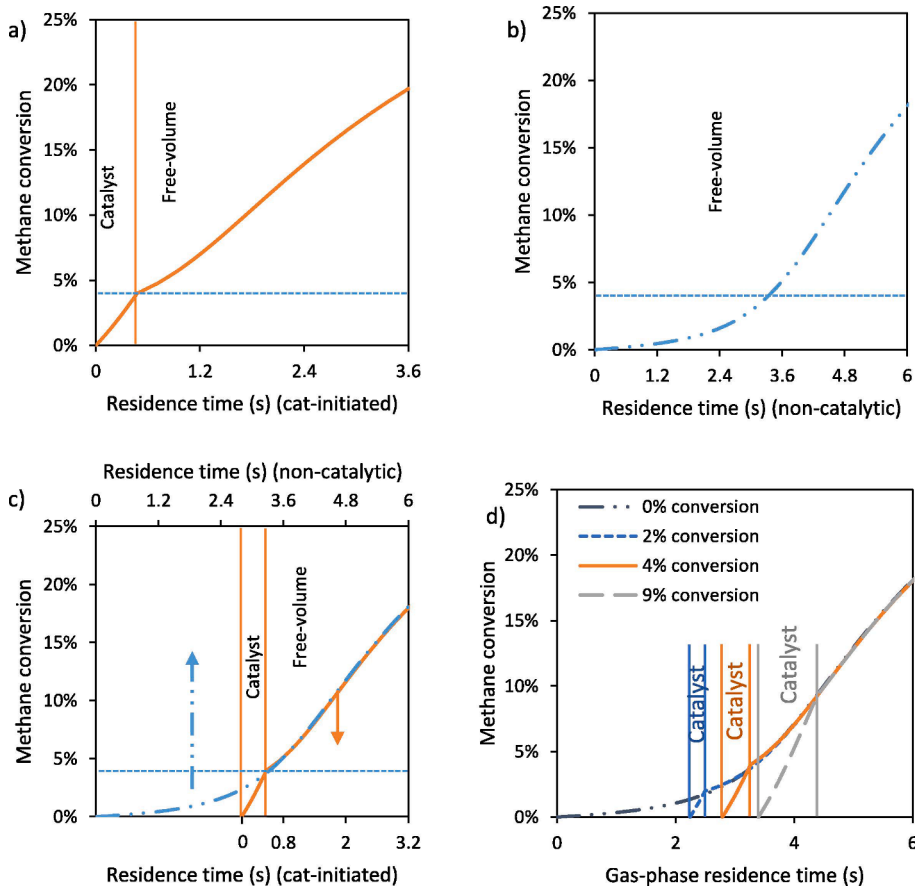 a)
25%
20%
15%
10%
5%
0%
Methane conversion
Catalyst
Free-volume
0
1.2
2.4
3.6
Residence time (s) (cat-initiated)
b)
25%
20%
15%
10%
5%
0%
Methane conversion
Free-volume
0
1.2
2.4
3.6
4.8
6
Residence time (s) (non-catalytic)
c)
Residence time (s) (non-catalytic)
0
1.2
2.4
3.6
4.8
6
25%
20%
15%
10%
5%
0%
Methane conversion
Catalyst
Free-volume
0
0.8
2
3.2
Residence time (s) (cat-initiated)
d)
25%
20%
15%
10%
5%
0%
Methane conversion
0% conversion
2% conversion
4% conversion
9% conversion
Catalyst
Catalyst
Catalyst
0
2
4
6
Gas-phase residence time (s)